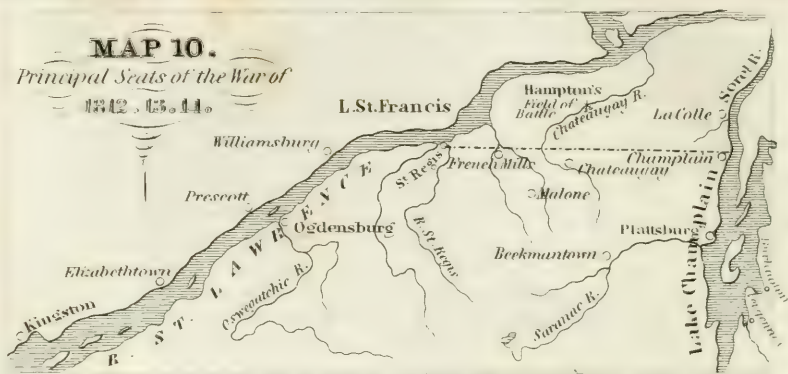 MAP 10.
Principal Seats of the War of
1812. 13. 14.
L. St. Francis
Hampton's
Field of
Battle
Chateaugay R.
Sorel R.
La Colle
Williamsburg
St. Regis
French Mills
Chateaugay
Champlain
Malone
Prescott
Ogdensburg
R. St. Regis
Plattsburg
Beekmantown
Elizabethtown
Oswegatchie R.
Saranac R.
Lake Champlain
Kingston
R. ST. LAWRENCE